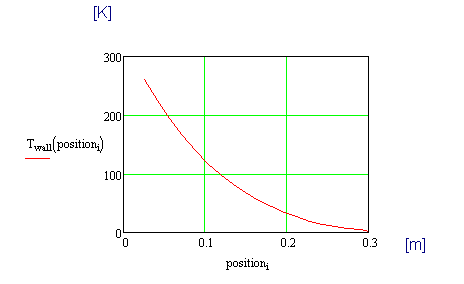 [K]
300
200
T_wall(position_i)
100
0
0 0.1 0.2 0.3
[m]
position_i